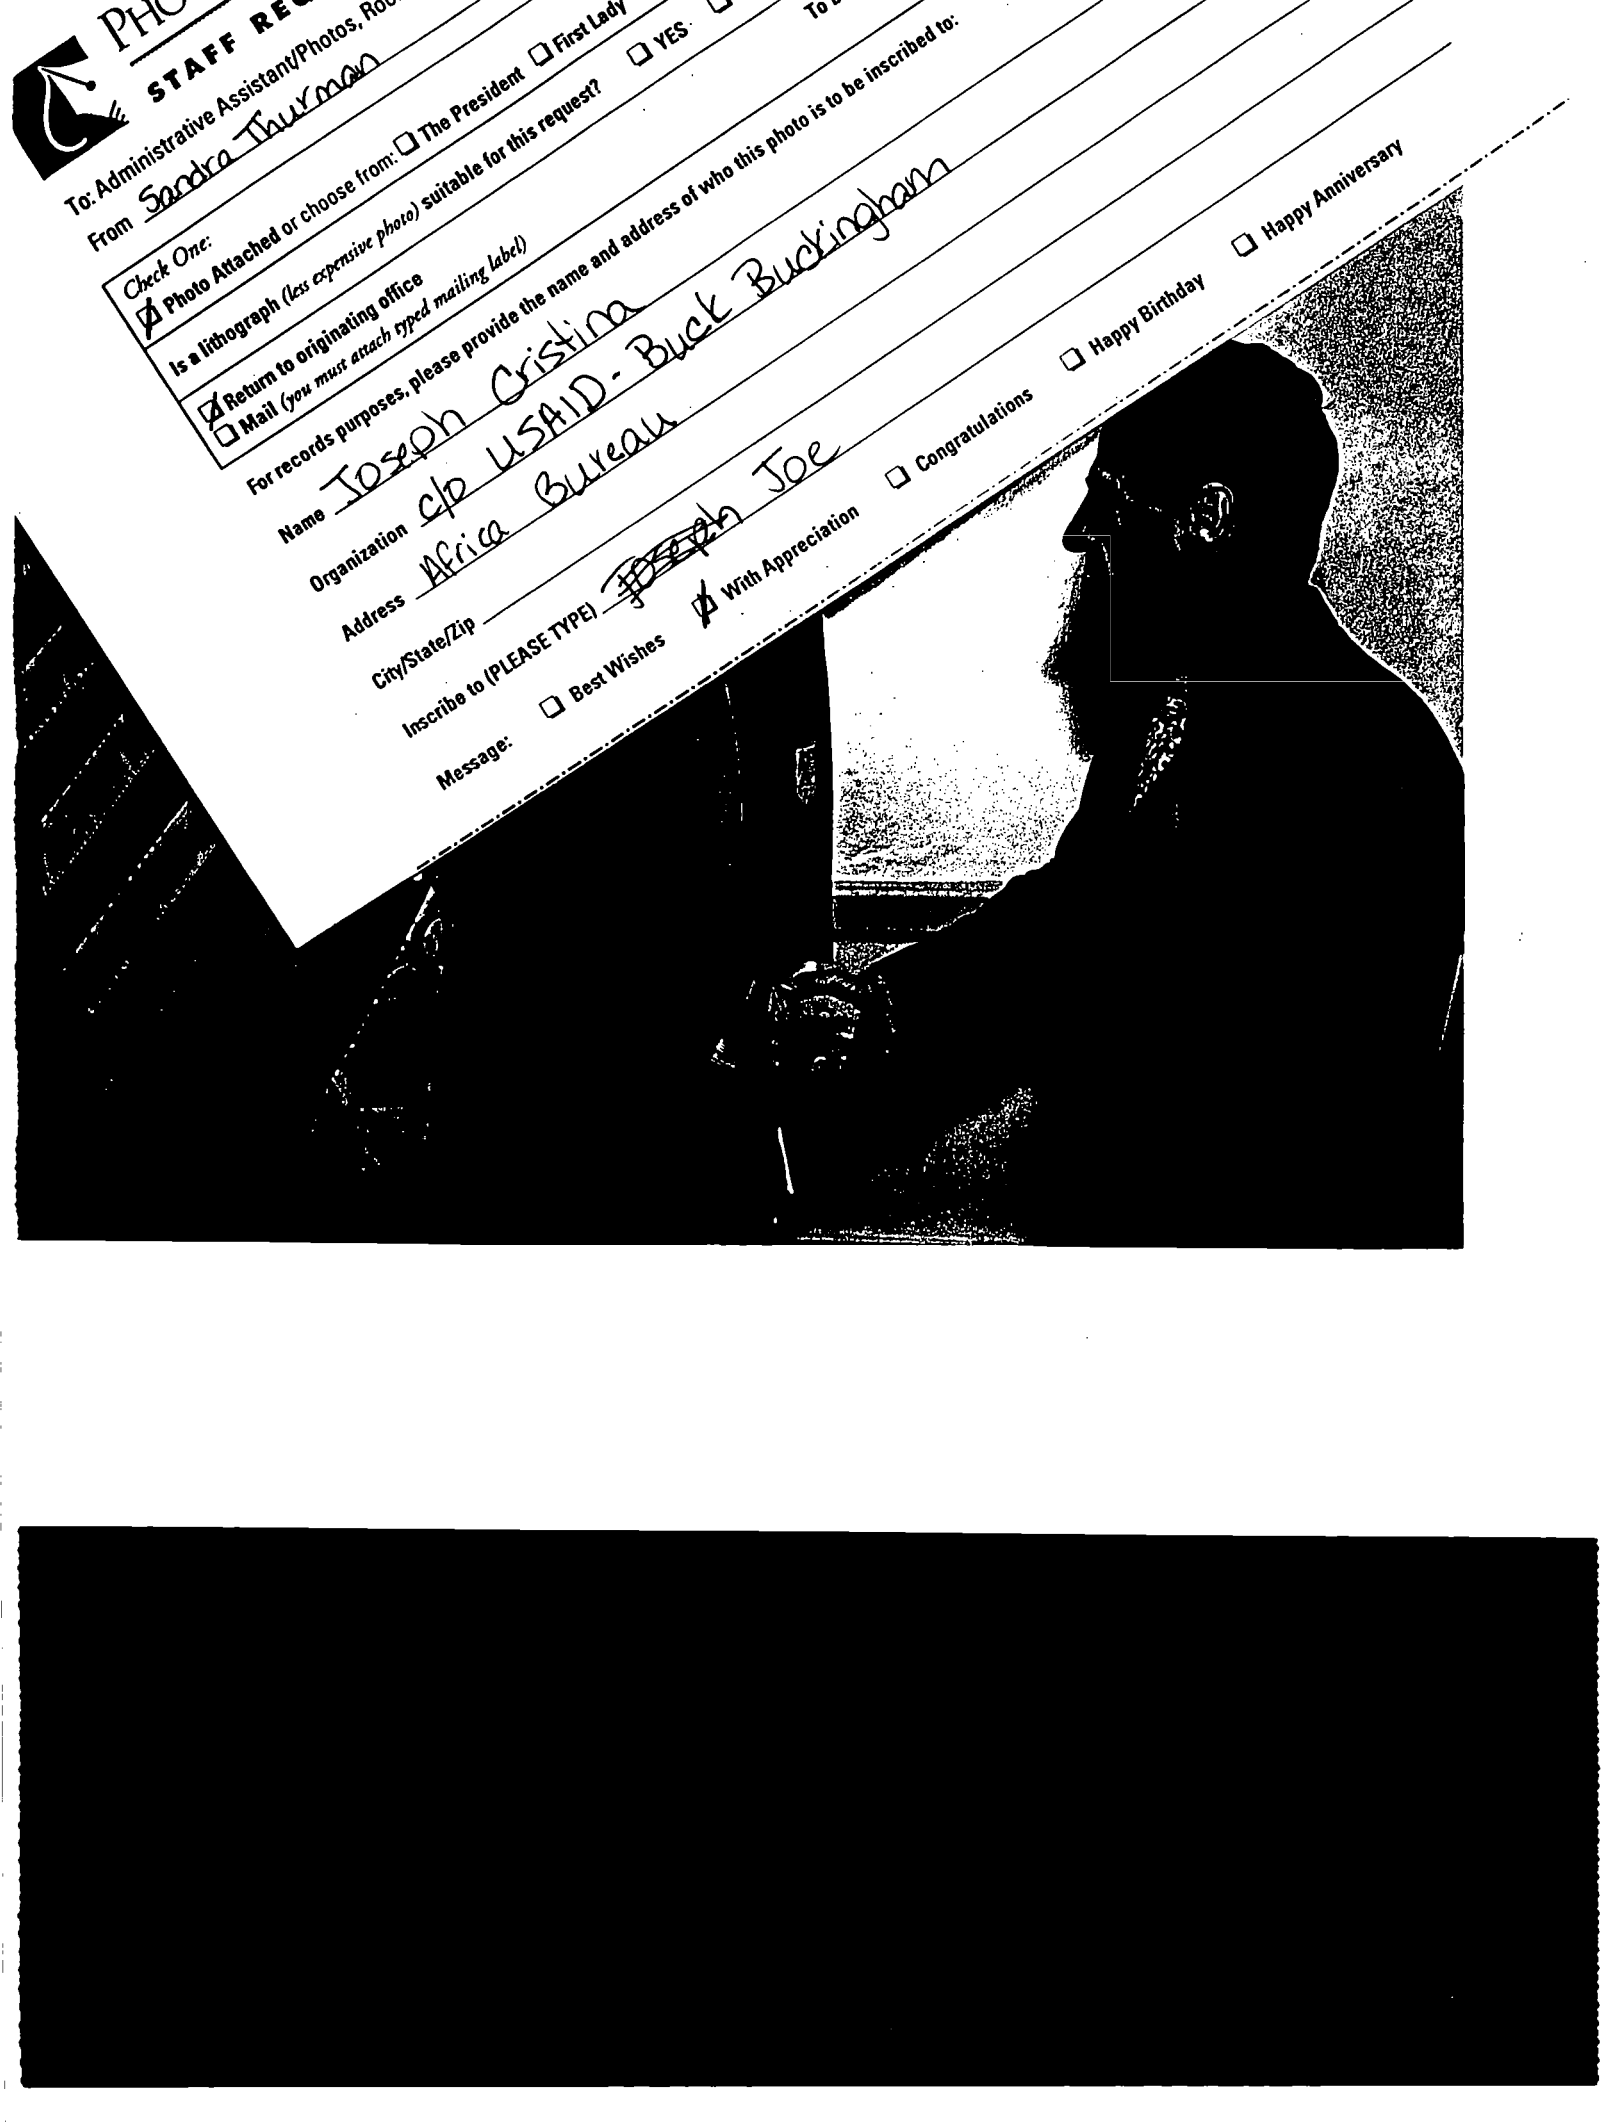 PHO
STAFF REQ
To: Administrative Assistant/Photos, Roo
From Sandra Thurman
Check One:
Photo Attached or choose from: ☐ The President ☐ First Lady
Is a lithograph (less expensive photo) suitable for this request? ☐ YES ☐
Return to originating office
☐ Mail (you must attach typed mailing label)
To b
For records purposes, please provide the name and address of who this photo is to be inscribed to:
Name Joseph Cristina
Organization c/o USAID - Buck Buckingham
Address Africa Bureau
City/State/Zip
Inscribe to (PLEASE TYPE) Joseph Joe
Message: ☐ Best Wishes ☒ With Appreciation ☐ Congratulations ☐ Happy Birthday ☐ Happy Anniversary